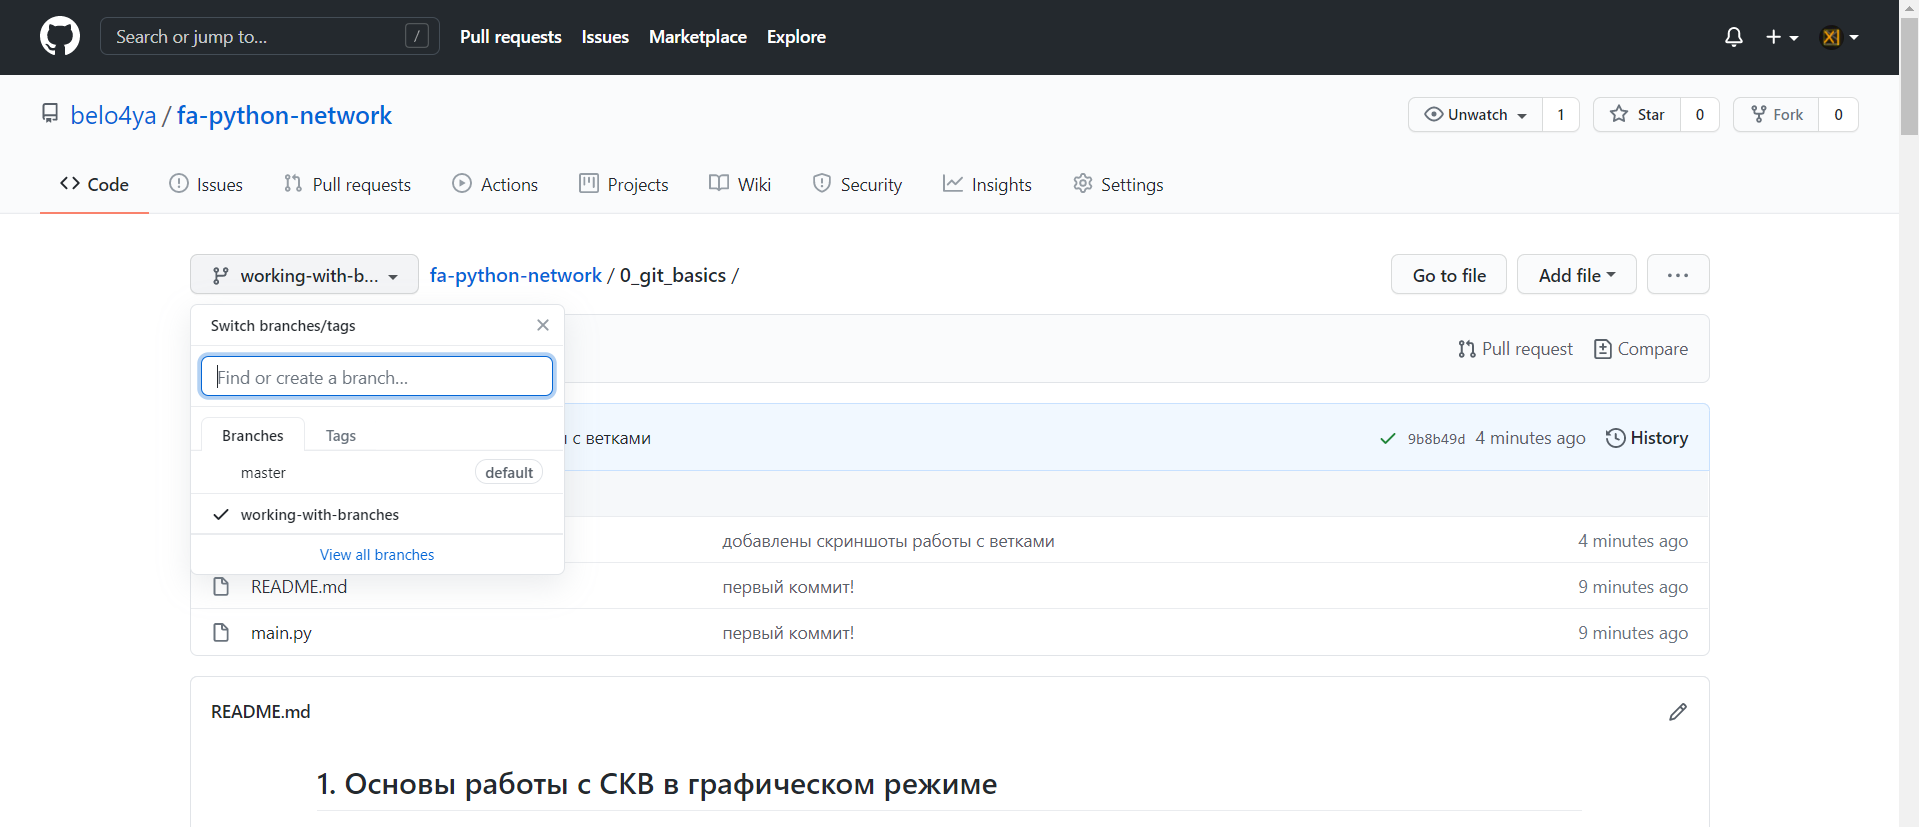 Search or jump to... /
Pull requests Issues Marketplace Explore
belo4ya / fa-python-network
Unwatch 1 Star 0 Fork 0
Code Issues Pull requests Actions Projects Wiki Security Insights Settings
working-with-b... fa-python-network / 0_git_basics /
Go to file Add file ...
Switch branches/tags
Find or create a branch...
Pull request Compare
Branches Tags
с ветками 9b8b49d 4 minutes ago History
master default
working-with-branches
View all branches
добавлены скриншоты работы с ветками 4 minutes ago
README.md первый коммит! 9 minutes ago
main.py первый коммит! 9 minutes ago
README.md
1. Основы работы с СКВ в графическом режиме